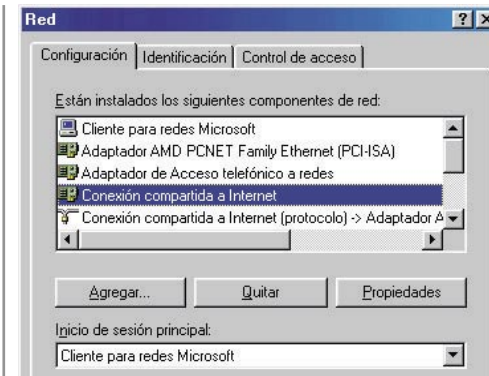 Red
Configuración Identificación Control de acceso
Están instalados los siguientes componentes de red:
Cliente para redes Microsoft
Adaptador AMD PCNET Family Ethernet (PCI-ISA)
Adaptador de Acceso telefónico a redes
Conexión compartida a Internet
Conexión compartida a Internet (protocolo) -> Adaptador A
Agregar... Quitar Propiedades
Inicio de sesión principal:
Cliente para redes Microsoft